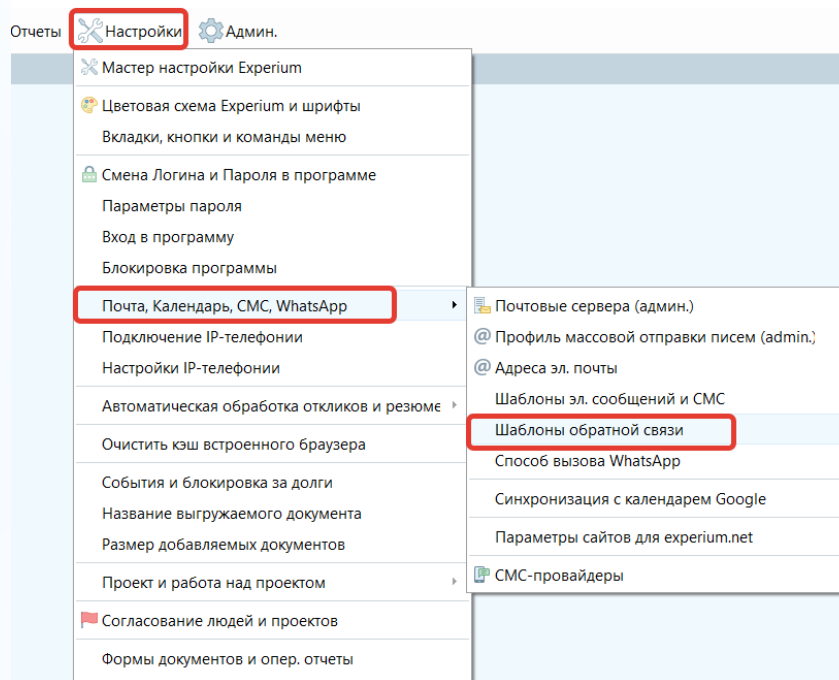 Отчеты Настройки Админ.
Мастер настройки Experium
Цветовая схема Experium и шрифты
Вкладки, кнопки и команды меню
Смена Логина и Пароля в программе
Параметры пароля
Вход в программу
Блокировка программы
Почта, Календарь, СМС, WhatsApp
Подключение IP-телефонии
Настройки IP-телефонии
Автоматическая обработка откликов и резюме
Очистить кэш встроенного браузера
События и блокировка за долги
Название выгружаемого документа
Размер добавляемых документов
Проект и работа над проектом
Согласование людей и проектов
Формы документов и опер. отчеты
Почтовые сервера (админ.)
Профиль массовой отправки писем (admin.)
Адреса эл. почты
Шаблоны эл. сообщений и СМС
Шаблоны обратной связи
Способ вызова WhatsApp
Синхронизация с календарем Google
Параметры сайтов для experium.net
СМС-провайдеры